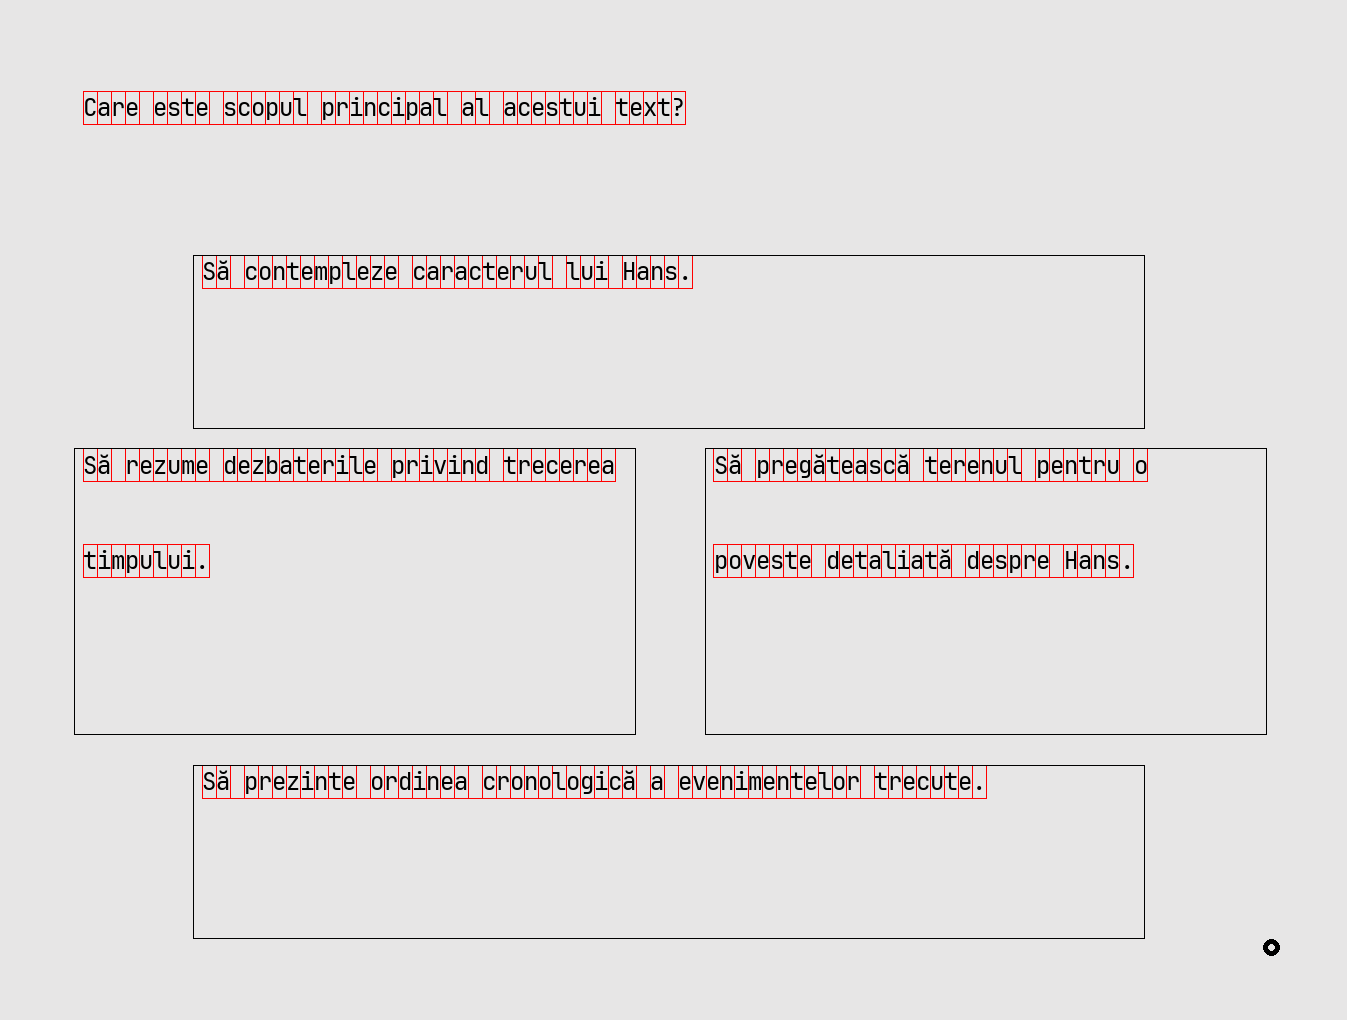 Care este scopul principal al acestui text?
Să contempleze caracterul lui Hans.
Să rezume dezbaterile privind trecerea
timpului.
Să pregătească terenul pentru o
poveste detaliată despre Hans.
Să prezinte ordinea cronologică a evenimentelor trecute.